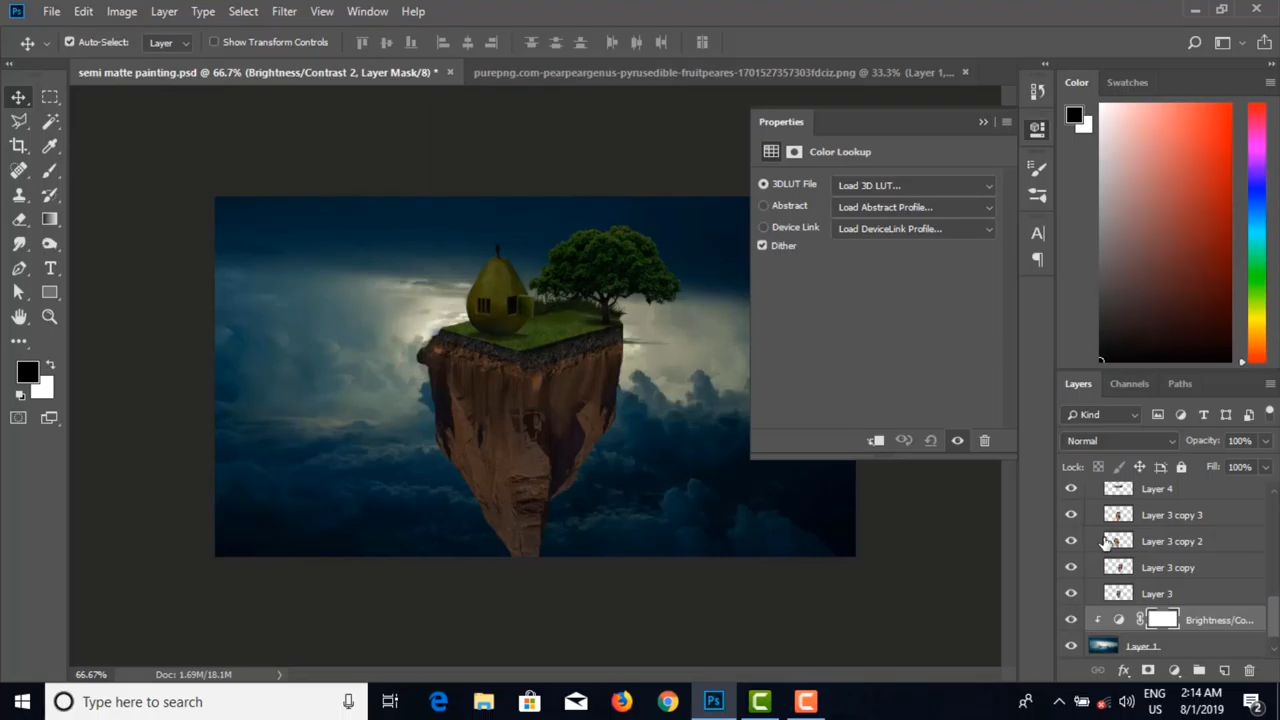 Ps File Edit Image Layer Type Select Filter View Window Help
Auto-Select: Layer Show Transform Controls
semi matte painting.psd @ 66.7% (Brightness/Contrast 2, Layer Mask/8) * × purepng.com-pearpeargenus-pyrusedible-fruitpeares-1701527357303fdciz.png @ 33.3% (Layer 1,... ×
Color Swatches
Properties
Color Lookup
3DLUT File Load 3D LUT...
Abstract Load Abstract Profile...
Device Link Load DeviceLink Profile...
Dither
Layers Channels Paths
Kind
Normal Opacity: 100%
Lock: Fill: 100%
Layer 4
Layer 3 copy 3
Layer 3 copy 2
Layer 3 copy
Layer 3
Brightness/Co...
Layer 1
66.67% Doc: 1.69M/18.1M
Type here to search
ENG
US
2:14 AM
8/1/2019
2